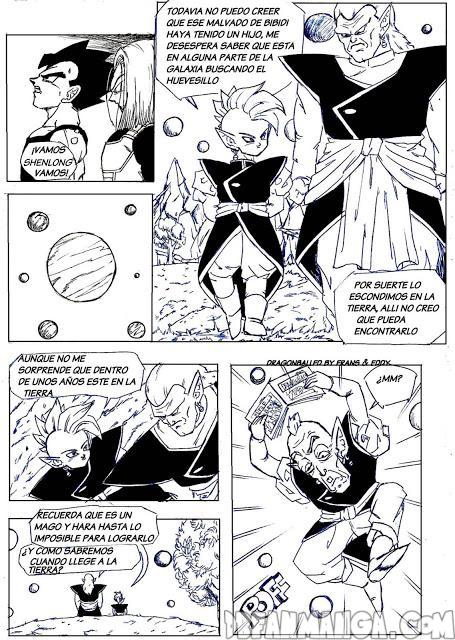 ¡VAMOS
SHENLONG
VAMOS!
TODAVIA NO PUEDO CREER
QUE ESE MALVADO DE BIBIDI
HAYA TENIDO UN HIJO, ME
DESESPERA SABER QUE ESTA
EN ALGUNA PARTE DE LA
GALAXIA BUSCANDO EL
HUEVESILLO
POR SUERTE LO
ESCONDIMOS EN LA
TIERRA, ALLI NO CREO
QUE PUEDA
ENCONTRARLO
DRAGONBALLED BY FRANS & EDDY.
AUNQUE NO ME
SORPRENDE QUE DENTRO
DE UNOS AÑOS ESTE EN LA
TIERRA
¿MM?
RECUERDA QUE ES UN
MAGO Y HARA HASTA LO
IMPOSIBLE PARA LOGRARLO
¿Y COMO SABREMOS
CUANDO LLEGE A LA
TIERRA?
DSFANMANGA.COM